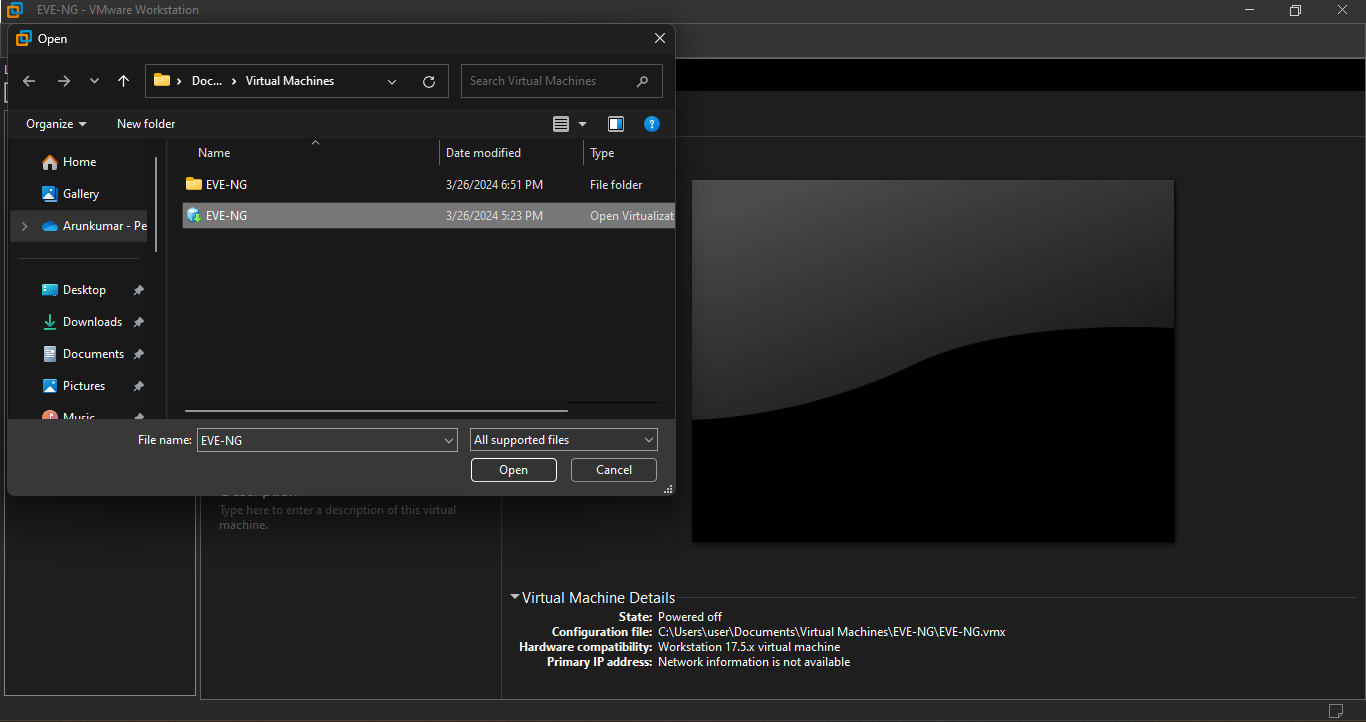 EVE-NG - VMware Workstation
Open
Doc... Virtual Machines
Search Virtual Machines
Organize
New folder
Name
Date modified
Type
Home
Gallery
Arunkumar - Pe
Desktop
Downloads
Documents
Pictures
Music
EVE-NG 3/26/2024 6:51 PM File folder
EVE-NG 3/26/2024 5:23 PM Open Virtualizat
File name: EVE-NG
All supported files
Open
Cancel
Type here to enter a description of this virtual
machine.
Virtual Machine Details
State: Powered off
Configuration file: C:\Users\user\Documents\Virtual Machines\EVE-NG\EVE-NG.vmx
Hardware compatibility: Workstation 17.5.x virtual machine
Primary IP address: Network information is not available